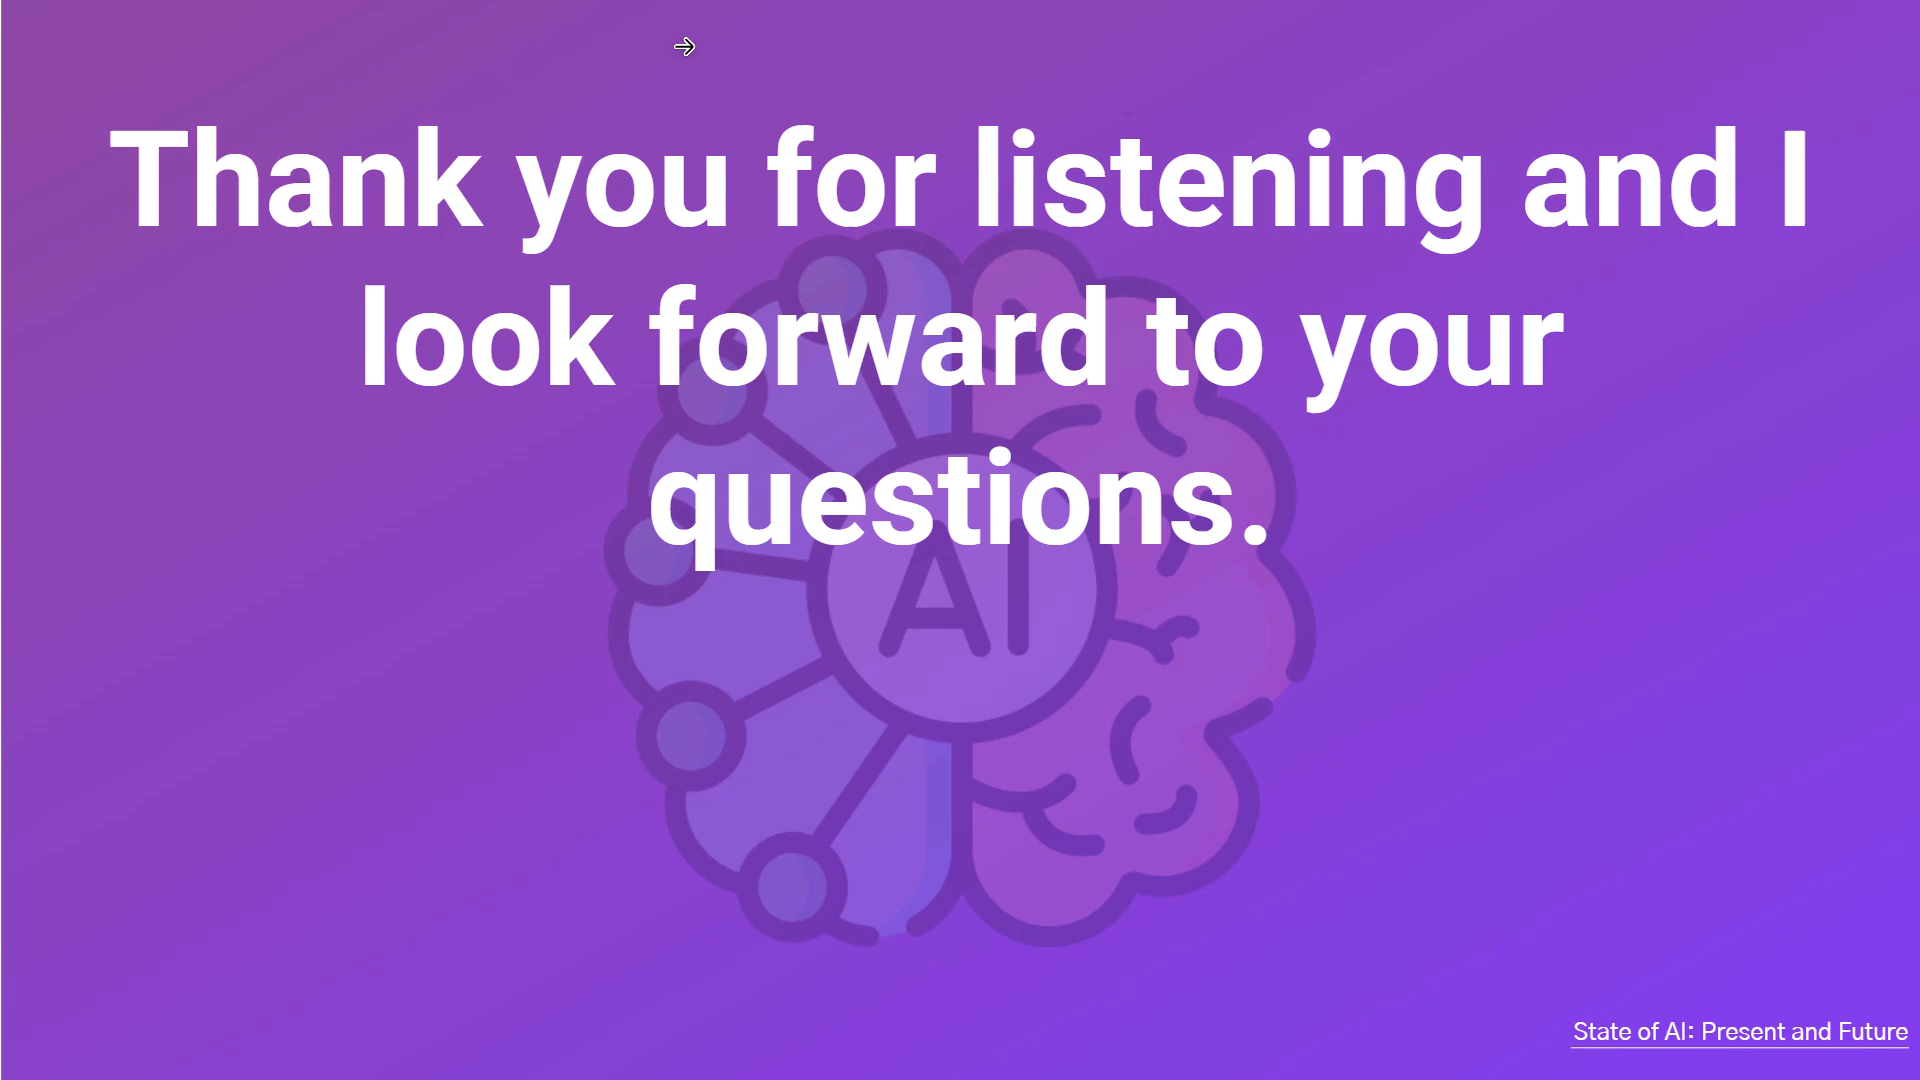 Thank you for listening and I
look forward to your
questions.
AI
State of AI: Present and Future